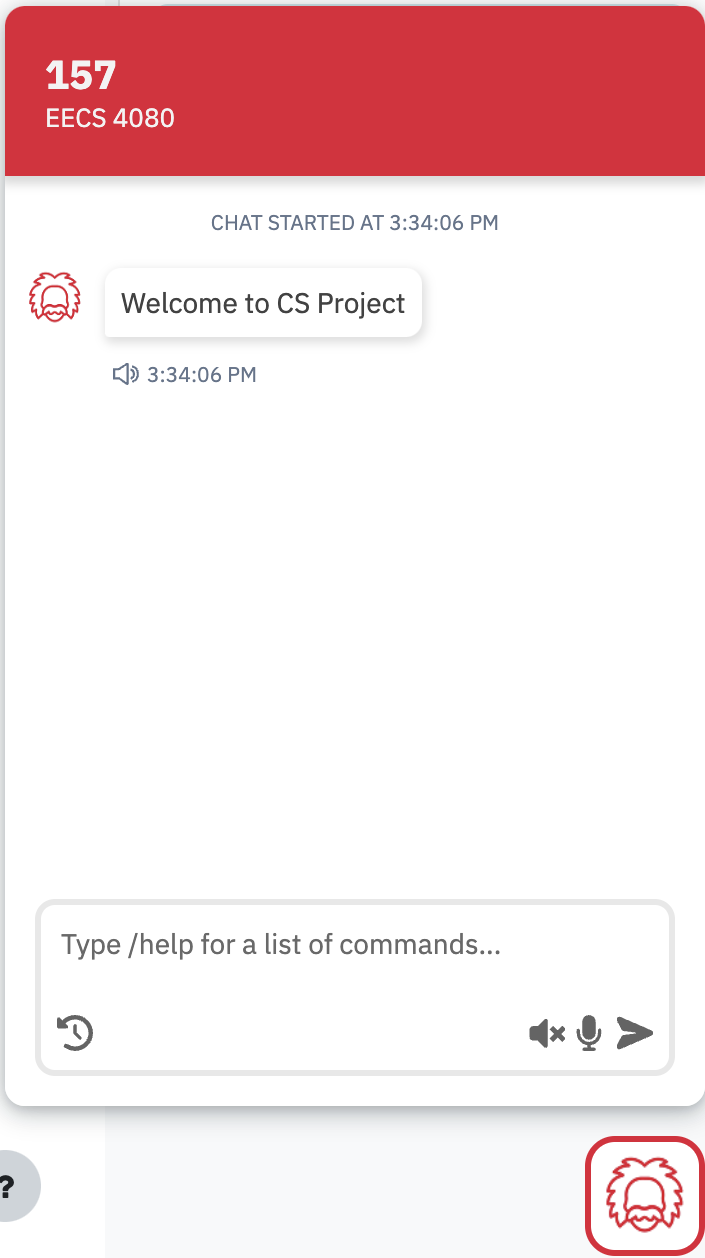 157
EECS 4080
CHAT STARTED AT 3:34:06 PM
Welcome to CS Project
3:34:06 PM
Type /help for a list of commands...
?